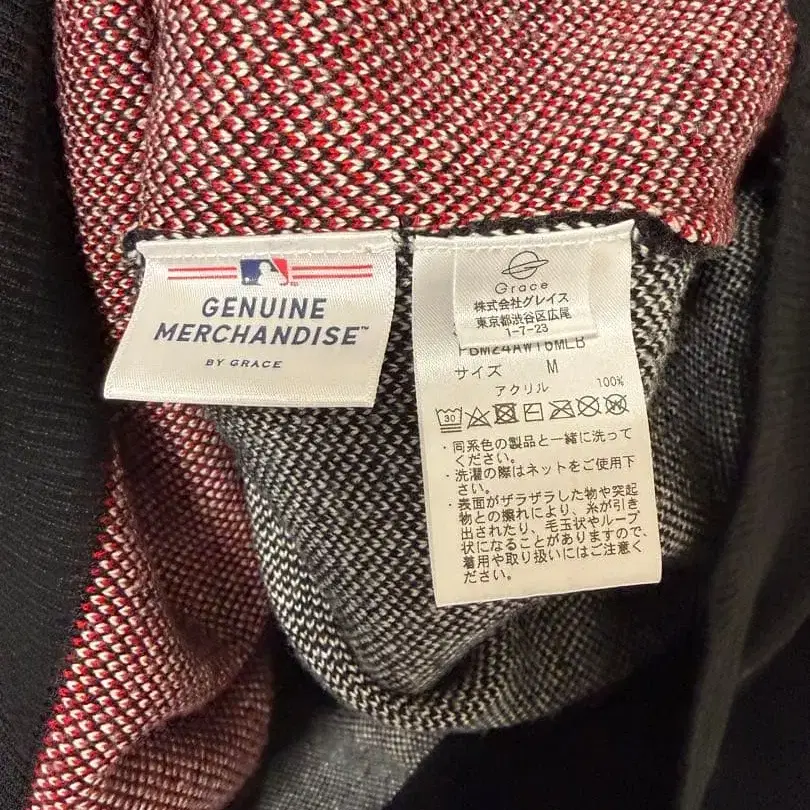 GENUINE
MERCHANDISE™
BY GRACE
Grace
株式会社グレイス
東京都渋谷区広尾
1-7-23
PBM24AW16MLB
サイズ M
アクリル 100%
30
・同系色の製品と一緒に洗って
ください。
・洗濯の際はネットをご使用下
さい。
・表面がザラザラした物や突起
物との擦れにより、糸が引き
出されたり、毛玉状やループ
状になることがありますので、
着用や取り扱いにはご注意く
ださい。